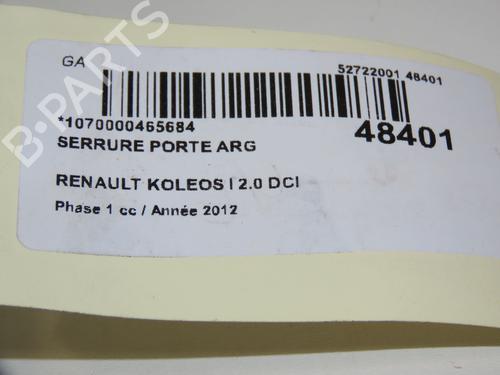 GA
52722001 48401
*1070000465684
48401
SERRURE PORTE ARG
RENAULT KOLEOS I 2.0 DCI
Phase 1 cc / Année 2012
B-PARTS